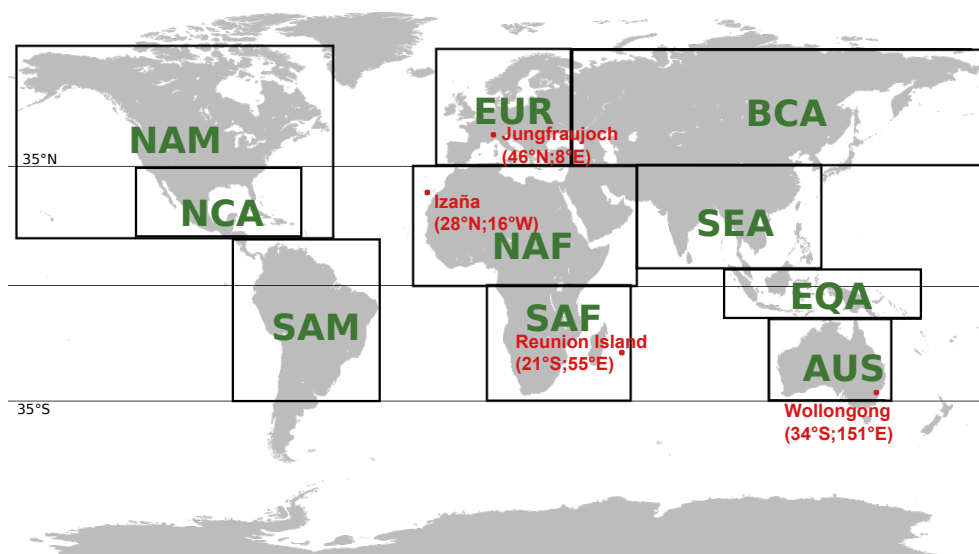 EUR
BCA
NAM
Jungfraujoch
(46°N;8°E)
35°N
Izaña
(28°N;16°W)
NCA
SEA
NAF
EQA
SAM
SAF
Reunion Island
(21°S;55°E)
AUS
35°S
Wollongong
(34°S;151°E)